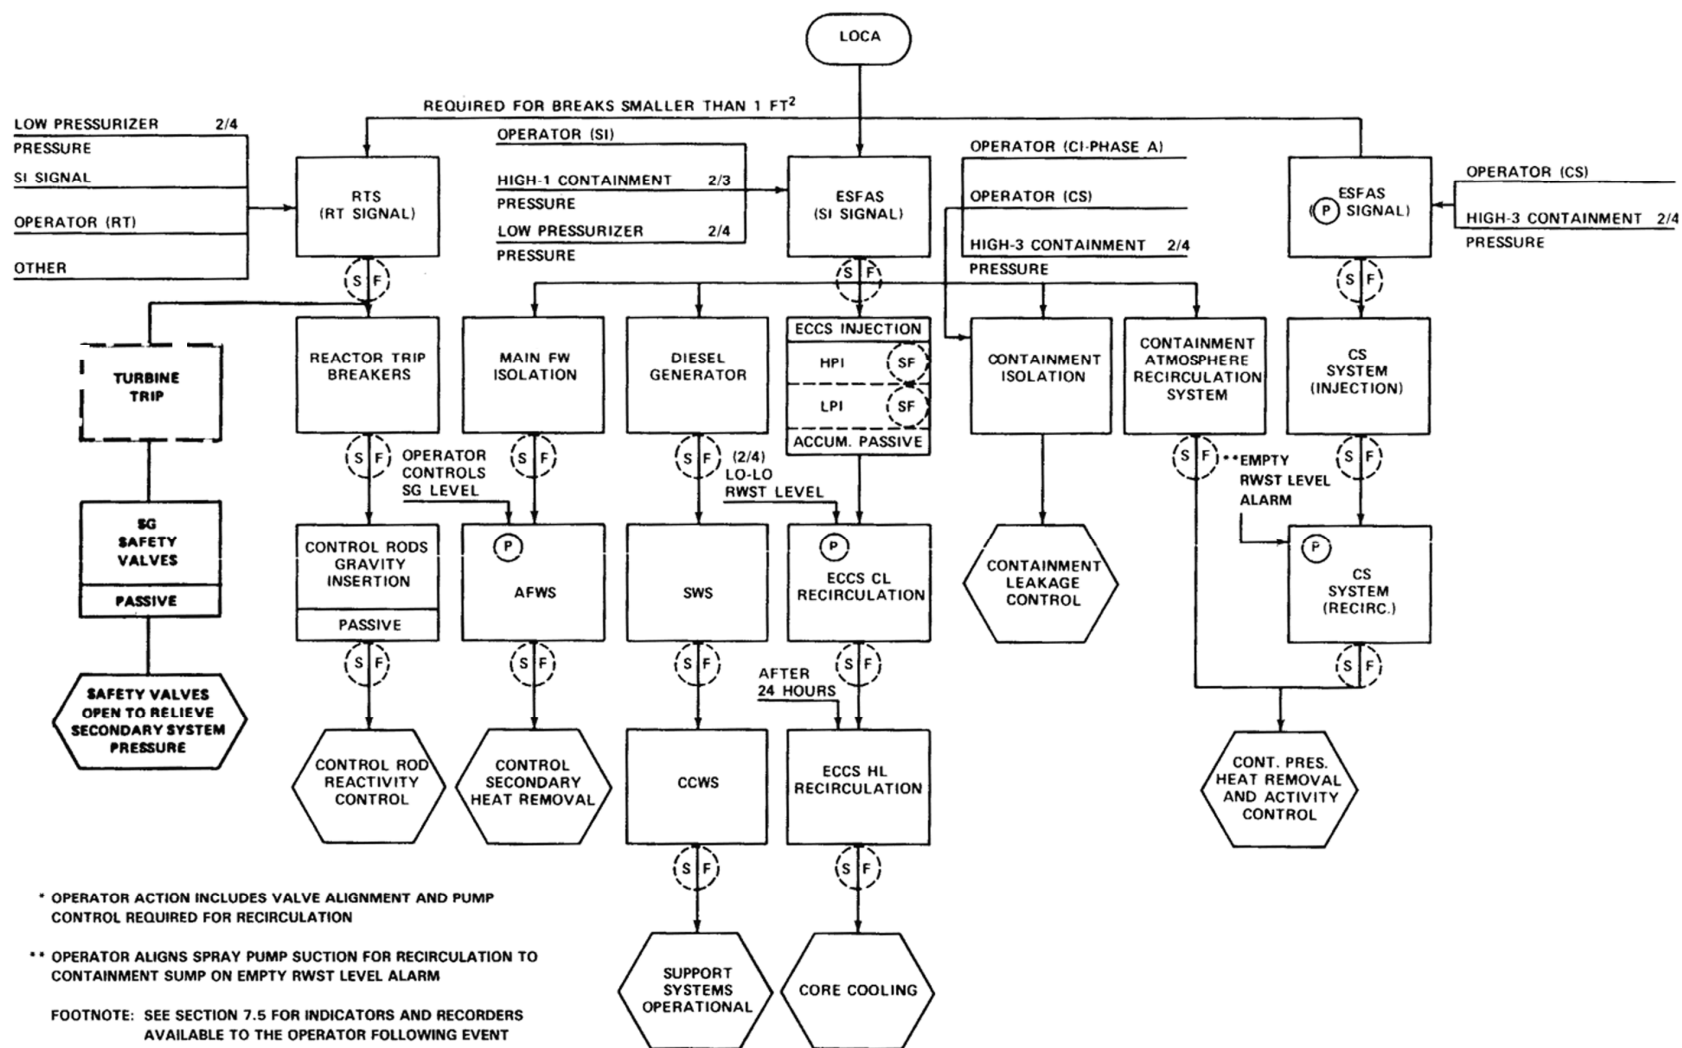 LOCA
REQUIRED FOR BREAKS SMALLER THAN 1 FT²
LOW PRESSURIZER 2/4
PRESSURE
SI SIGNAL
OPERATOR (RT)
OTHER
RTS
(RT SIGNAL)
OPERATOR (SI)
HIGH-1 CONTAINMENT 2/3
PRESSURE
LOW PRESSURIZER 2/4
PRESSURE
ESFAS
(SI SIGNAL)
OPERATOR (CI-PHASE A)
OPERATOR (CS)
HIGH-3 CONTAINMENT 2/4
PRESSURE
ESFAS
(P SIGNAL)
OPERATOR (CS)
HIGH-3 CONTAINMENT 2/4
PRESSURE
S F
S F
S F
TURBINE
TRIP
REACTOR TRIP
BREAKERS
MAIN FW
ISOLATION
DIESEL
GENERATOR
ECCS INJECTION
HPI SF
LPI SF
ACCUM. PASSIVE
CONTAINMENT
ISOLATION
CONTAINMENT
ATMOSPHERE
RECIRCULATION
SYSTEM
CS
SYSTEM
(INJECTION)
S F
OPERATOR
CONTROLS
SG LEVEL
S F
S F
(2/4)
LO-LO
RWST LEVEL
S F
**EMPTY
RWST LEVEL
ALARM
S F
SG
SAFETY
VALVES
PASSIVE
CONTROL RODS
GRAVITY
INSERTION
PASSIVE
P
AFWS
SWS
P
ECCS CL
RECIRCULATION
CONTAINMENT
LEAKAGE
CONTROL
P
CS
SYSTEM
(RECIRC.)
S F
S F
S F
AFTER
24 HOURS
S F
S F
SAFETY VALVES
OPEN TO RELIEVE
SECONDARY SYSTEM
PRESSURE
CONTROL ROD
REACTIVITY
CONTROL
CONTROL
SECONDARY
HEAT REMOVAL
CCWS
ECCS HL
RECIRCULATION
CONT. PRES.
HEAT REMOVAL
AND ACTIVITY
CONTROL
S F
S F
SUPPORT
SYSTEMS
OPERATIONAL
CORE COOLING
* OPERATOR ACTION INCLUDES VALVE ALIGNMENT AND PUMP
CONTROL REQUIRED FOR RECIRCULATION
** OPERATOR ALIGNS SPRAY PUMP SUCTION FOR RECIRCULATION TO
CONTAINMENT SUMP ON EMPTY RWST LEVEL ALARM
FOOTNOTE: SEE SECTION 7.5 FOR INDICATORS AND RECORDERS
AVAILABLE TO THE OPERATOR FOLLOWING EVENT